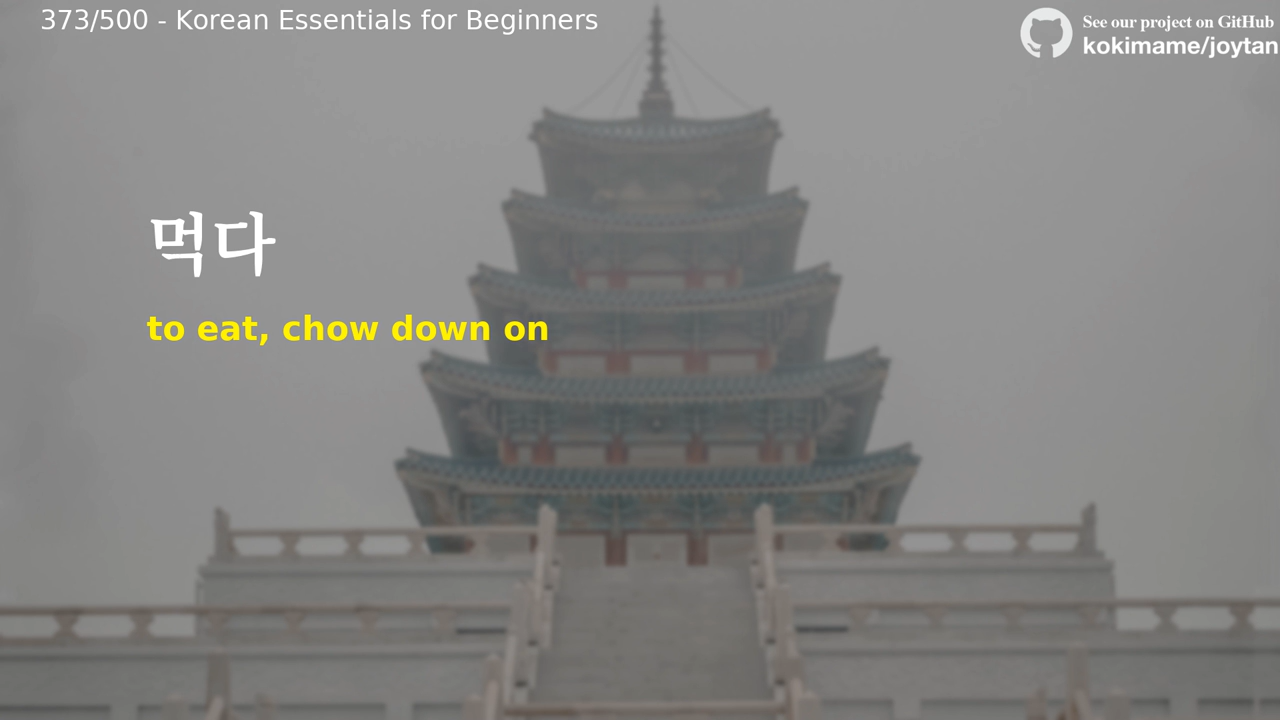 373/500 - Korean Essentials for Beginners
See our project on GitHub
kokimame/joytan
먹다
to eat, chow down on